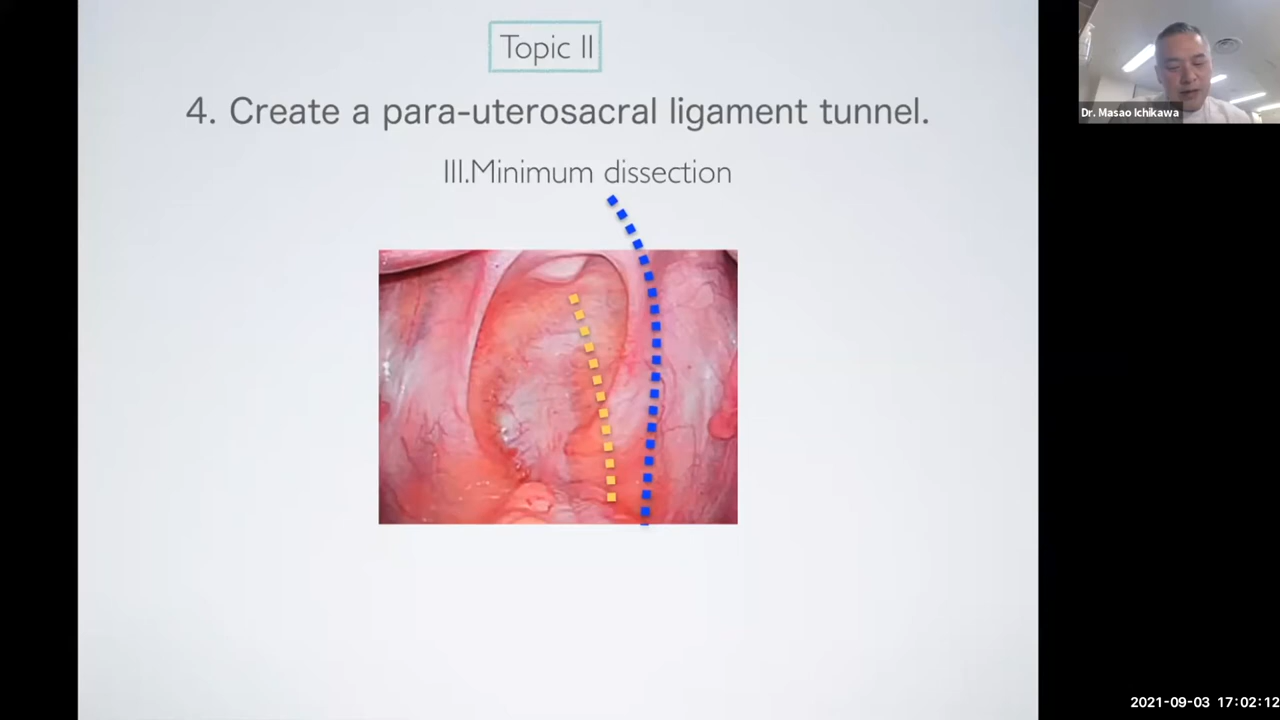 Topic II
4. Create a para-uterosacral ligament tunnel.
III.Minimum dissection
Dr. Masao Ichikawa
2021-09-03 17:02:12